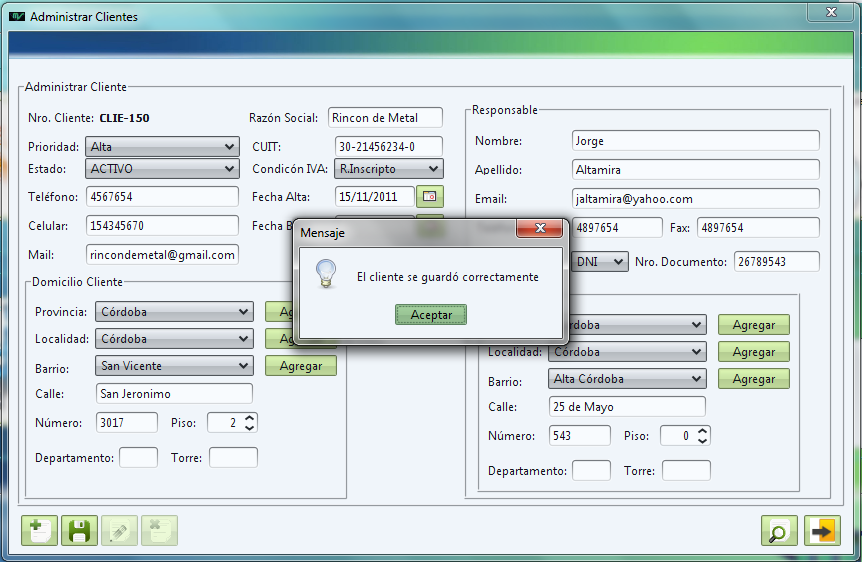 Administrar Clientes
Administrar Cliente
Nro. Cliente: CLIE-150 Razón Social: Rincon de Metal
Prioridad: Alta CUIT: 30-21456234-0
Estado: ACTIVO Condicón IVA: R.Inscripto
Teléfono: 4567654 Fecha Alta: 15/11/2011
Celular: 154345670 Fecha B
Mail: rincondemetal@gmail.com
Domicilio Cliente
Provincia: Córdoba Ag
Localidad: Córdoba Ag
Barrio: San Vicente Agregar
Calle: San Jeronimo
Número: 3017 Piso: 2
Departamento: Torre:
Responsable
Nombre: Jorge
Apellido: Altamira
Email: jaltamira@yahoo.com
4897654 Fax: 4897654
DNI Nro. Documento: 26789543
rdoba Agregar
Localidad: Córdoba Agregar
Barrio: Alta Córdoba Agregar
Calle: 25 de Mayo
Número: 543 Piso: 0
Departamento: Torre:
Mensaje
El cliente se guardó correctamente
Aceptar